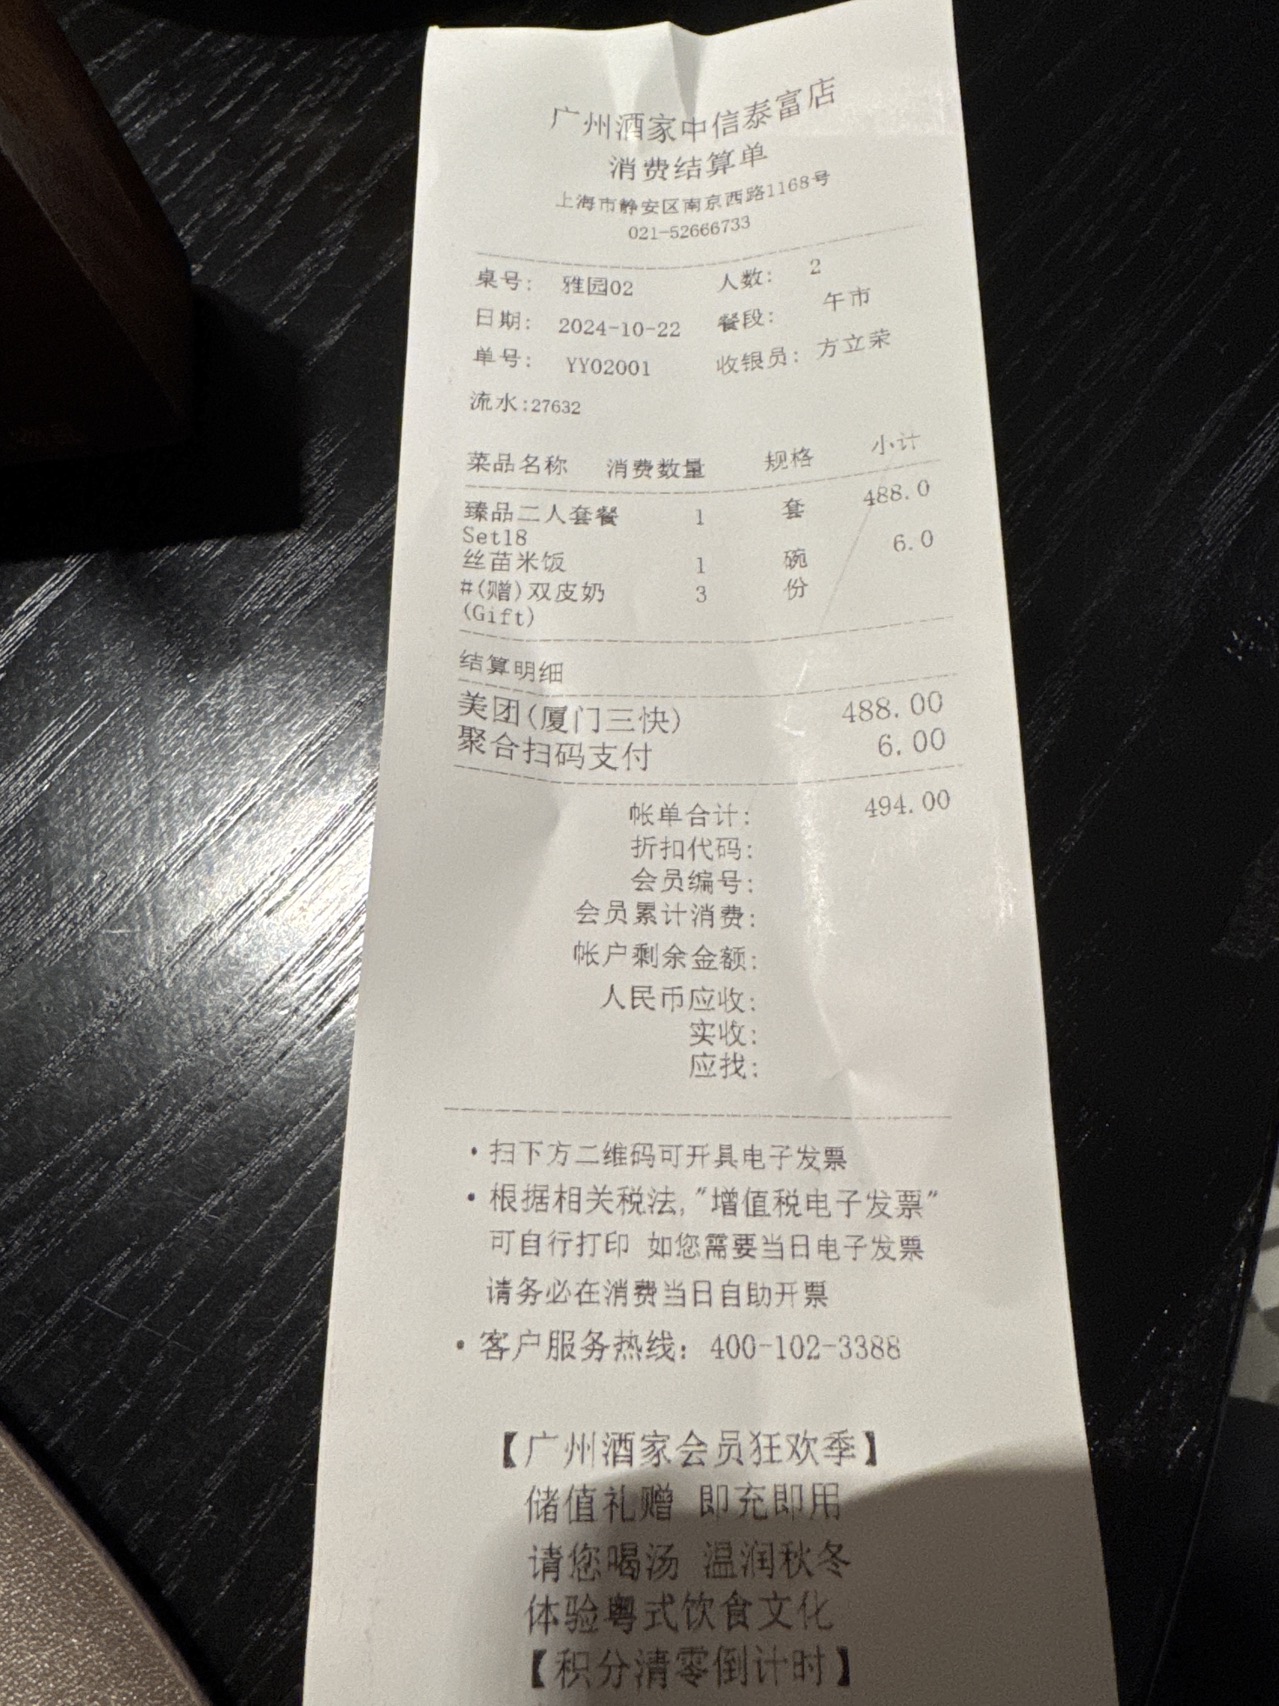 广州酒家中信泰富店
消费结算单
上海市静安区南京西路1168号
021-52666733
桌号: 雅园02 人数: 2
日期: 2024-10-22 餐段: 午市
单号: YY02001 收银员: 方立荣
流水:27632
菜品名称 消费数量 规格 小计
臻品二人套餐 1 套 488.0
Set18
丝苗米饭 1 碗 6.0
#(赠)双皮奶 3 份
(Gift)
结算明细
美团(厦门三快) 488.00
聚合扫码支付 6.00
帐单合计: 494.00
折扣代码:
会员编号:
会员累计消费:
帐户剩余金额:
人民币应收:
实收:
应找:
·扫下方二维码可开具电子发票
·根据相关税法,"增值税电子发票"
可自行打印 如您需要当日电子发票
请务必在消费当日自助开票
·客户服务热线: 400-102-3388
【广州酒家会员狂欢季】
储值礼赠 即充即用
请您喝汤 温润秋冬
体验粤式饮食文化
【积分清零倒计时】